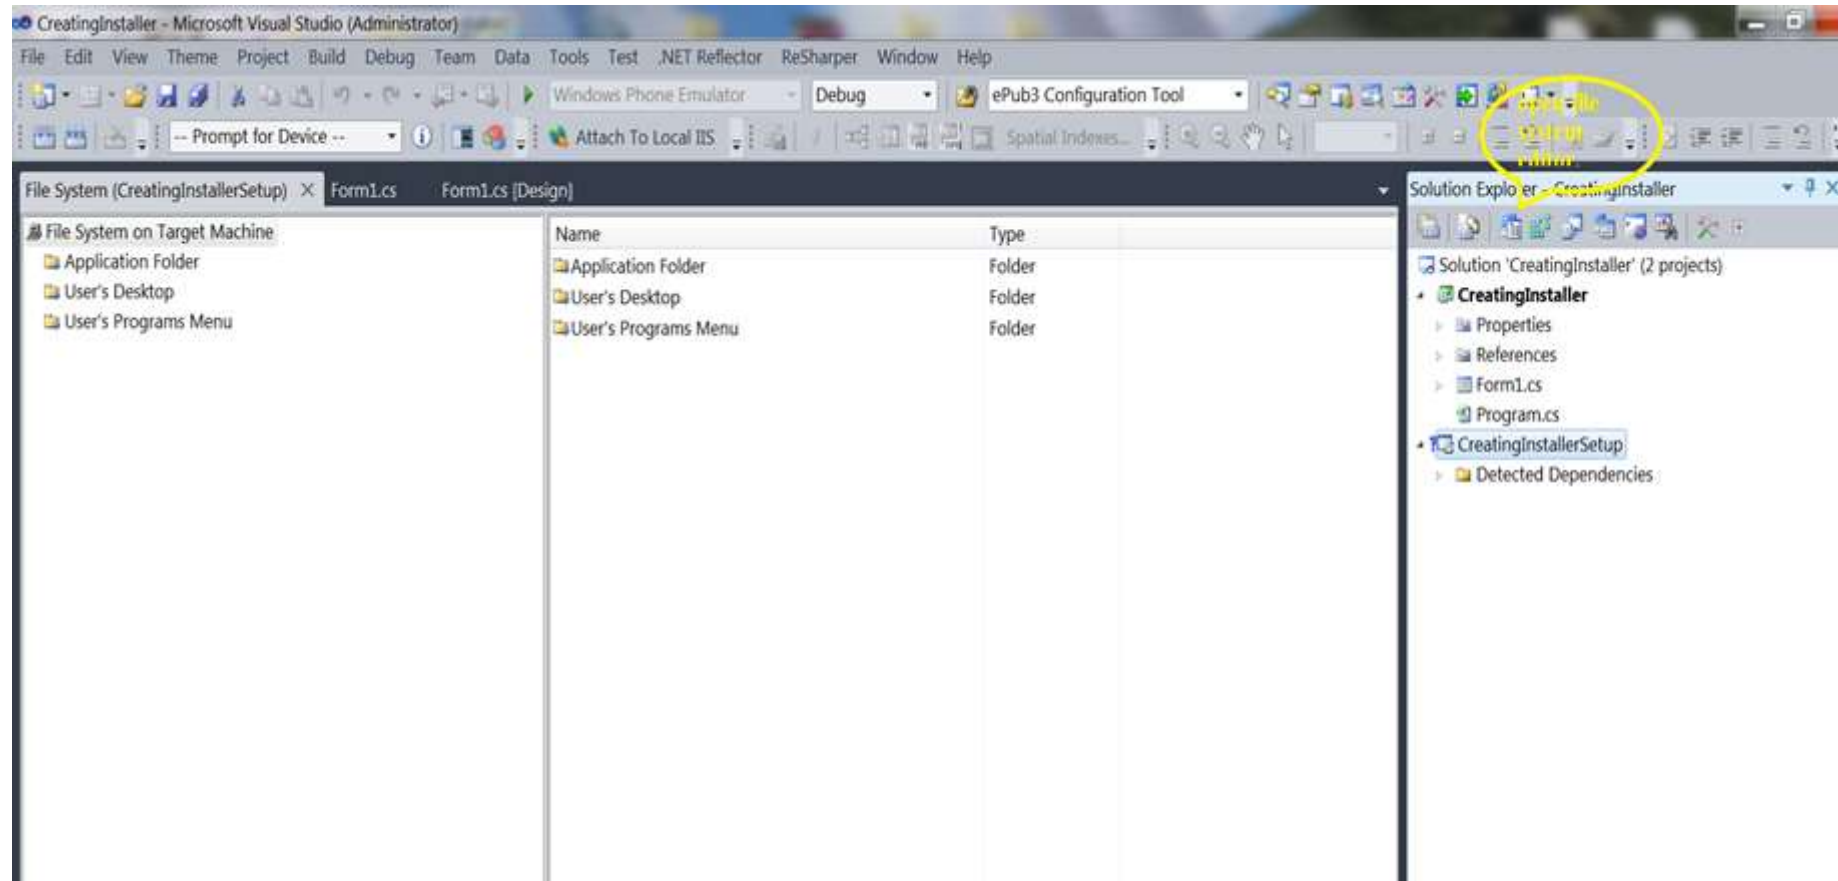 CreatingInstaller - Microsoft Visual Studio (Administrator)
File Edit View Theme Project Build Debug Team Data Tools Test .NET Reflector ReSharper Window Help
Windows Phone Emulator Debug ePub3 Configuration Tool
-- Prompt for Device -- Attach To Local IIS Spatial Indexes...
system
editor.
File System (CreatingInstallerSetup) Form1.cs Form1.cs [Design]
File System on Target Machine
Application Folder
User's Desktop
User's Programs Menu
Name Type
Application Folder Folder
User's Desktop Folder
User's Programs Menu Folder
Solution Explorer - CreatingInstaller
Solution 'CreatingInstaller' (2 projects)
CreatingInstaller
Properties
References
Form1.cs
Program.cs
CreatingInstallerSetup
Detected Dependencies